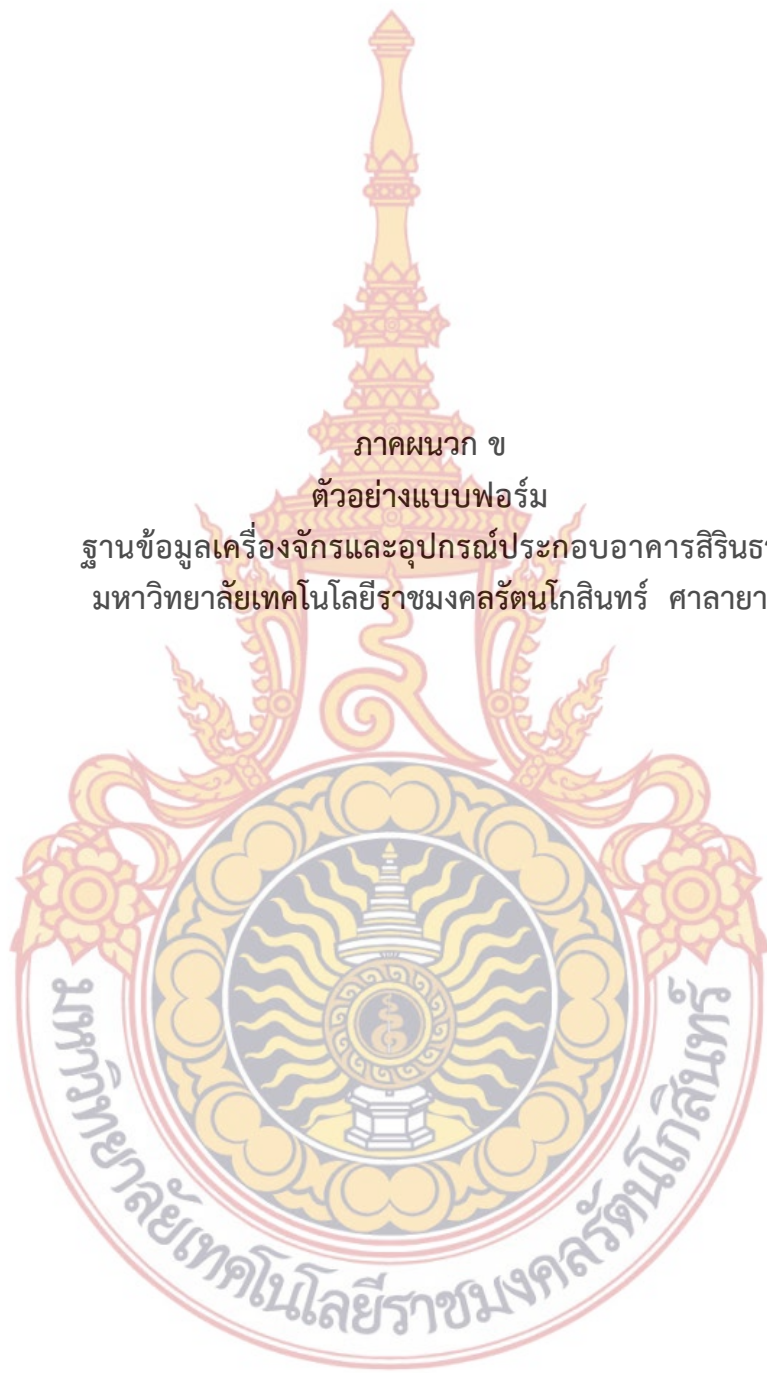 ภาคผนวก ข
ตัวอย่างแบบฟอร์ม
ฐานข้อมูลเครื่องจักรและอุปกรณ์ประกอบอาคารสิรินธ
มหาวิทยาลัยเทคโนโลยีราชมงคลรัตนโกสินทร์ ศาลายา
มหาวิทยาลัยเทคโนโลยีราชมงคลรัตนโกสินทร์